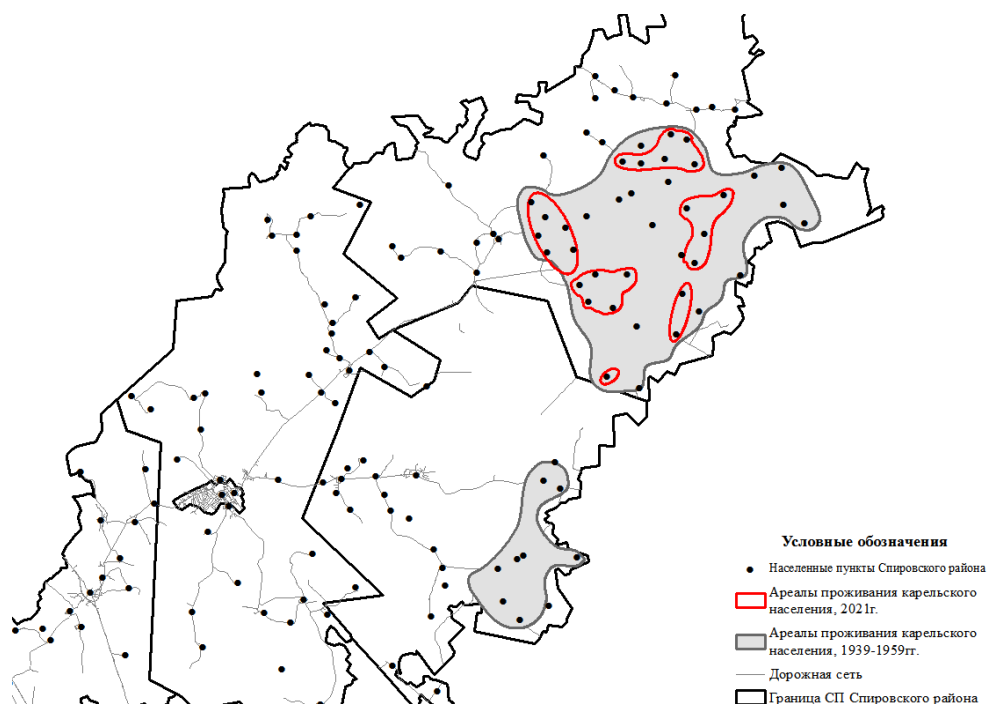 Условные обозначения
Населенные пункты Спировского района
Ареалы проживания карельского
населения, 2021г.
Ареалы проживания карельского
населения, 1939-1959гг.
Дорожная сеть
Граница СП Спировского района